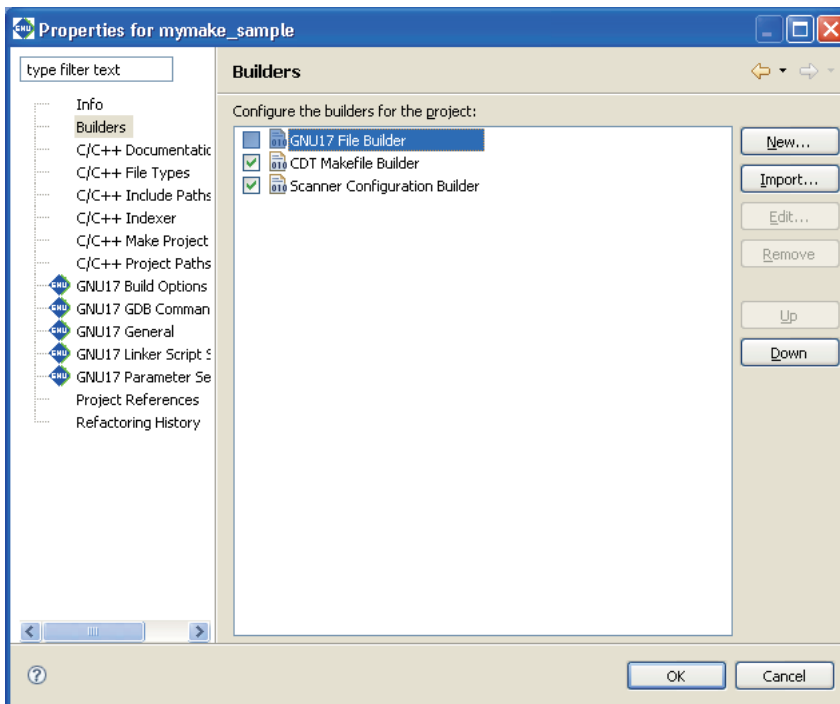 Properties for mymake_sample
type filter text
Info
Builders
C/C++ Documentatic
C/C++ File Types
C/C++ Include Paths
C/C++ Indexer
C/C++ Make Project
C/C++ Project Paths
GNU17 Build Options
GNU17 GDB Comman
GNU17 General
GNU17 Linker Script S
GNU17 Parameter Se
Project References
Refactoring History
Builders
Configure the builders for the project:
GNU17 File Builder
CDT Makefile Builder
Scanner Configuration Builder
New...
Import...
Edit...
Remove
Up
Down
OK
Cancel